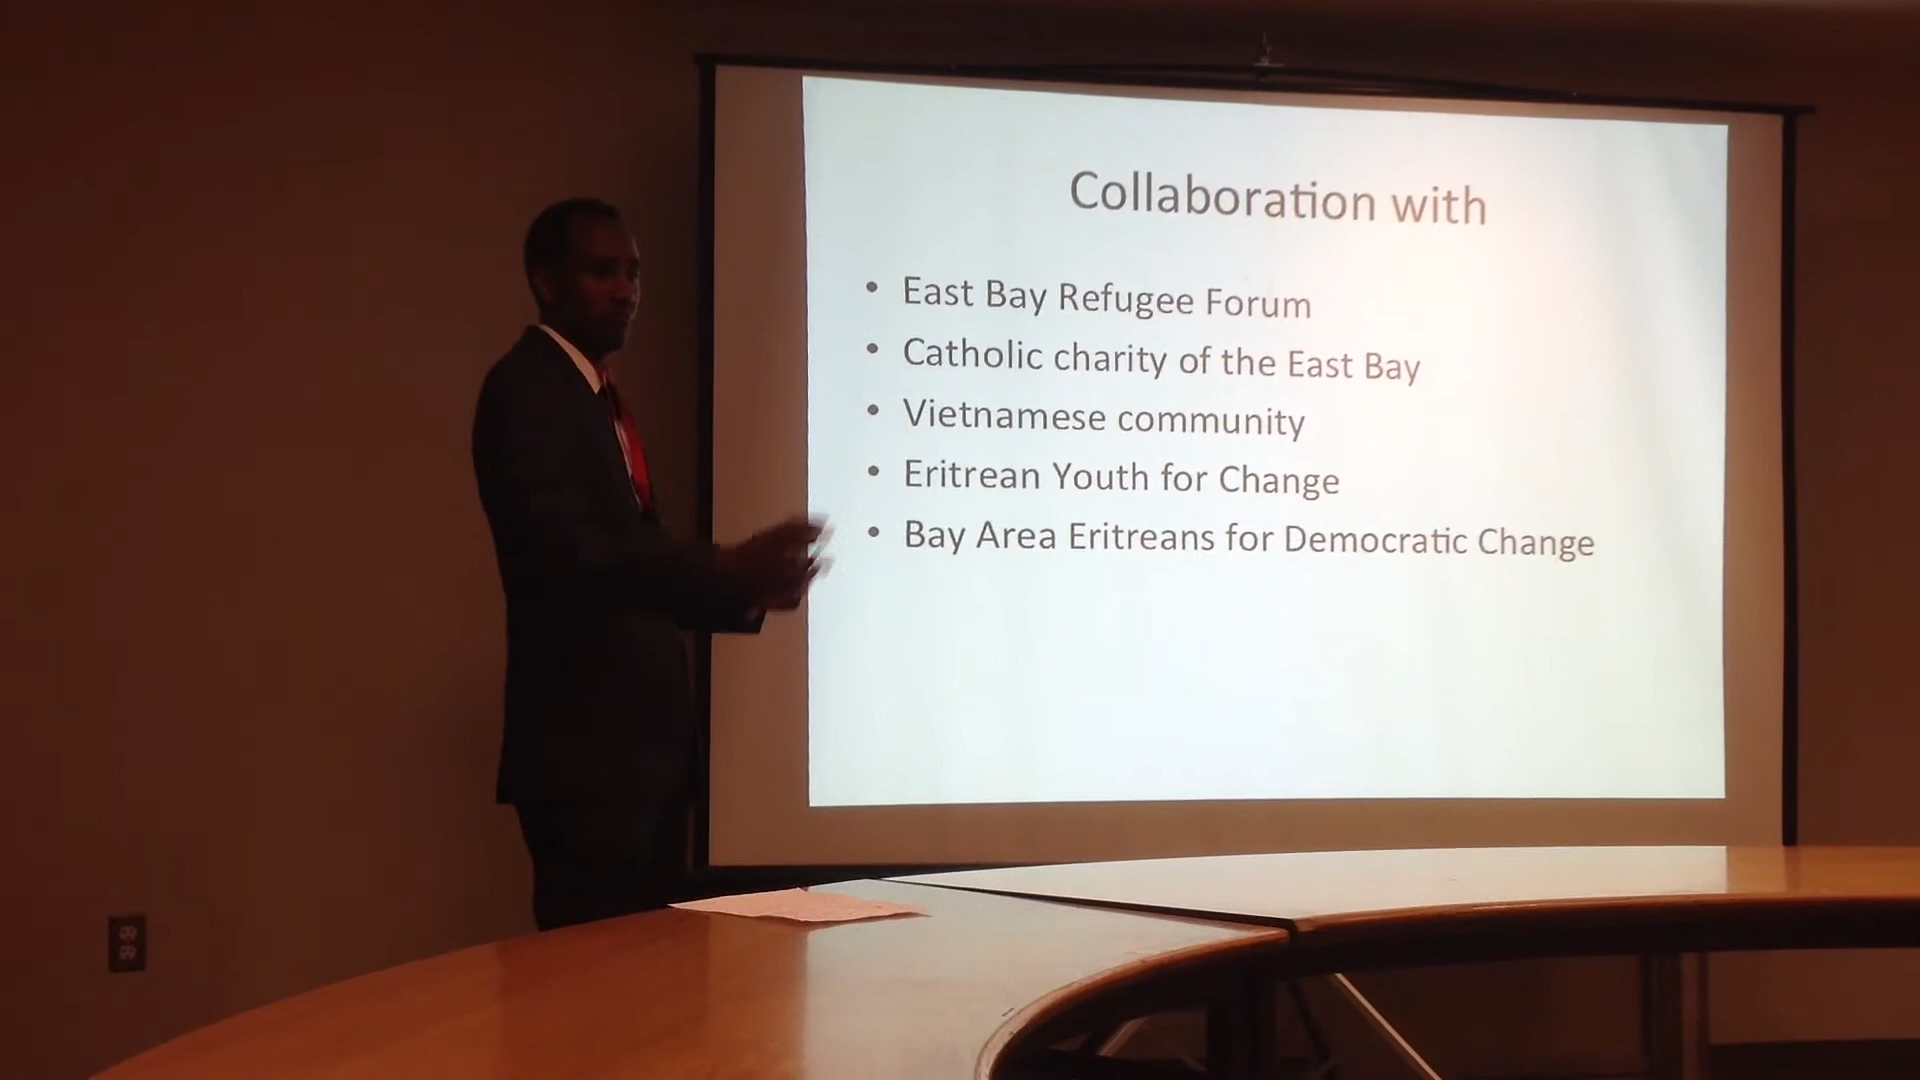 Collaboration with
• East Bay Refugee Forum
• Catholic charity of the East Bay
• Vietnamese community
• Eritrean Youth for Change
• Bay Area Eritreans for Democratic Change